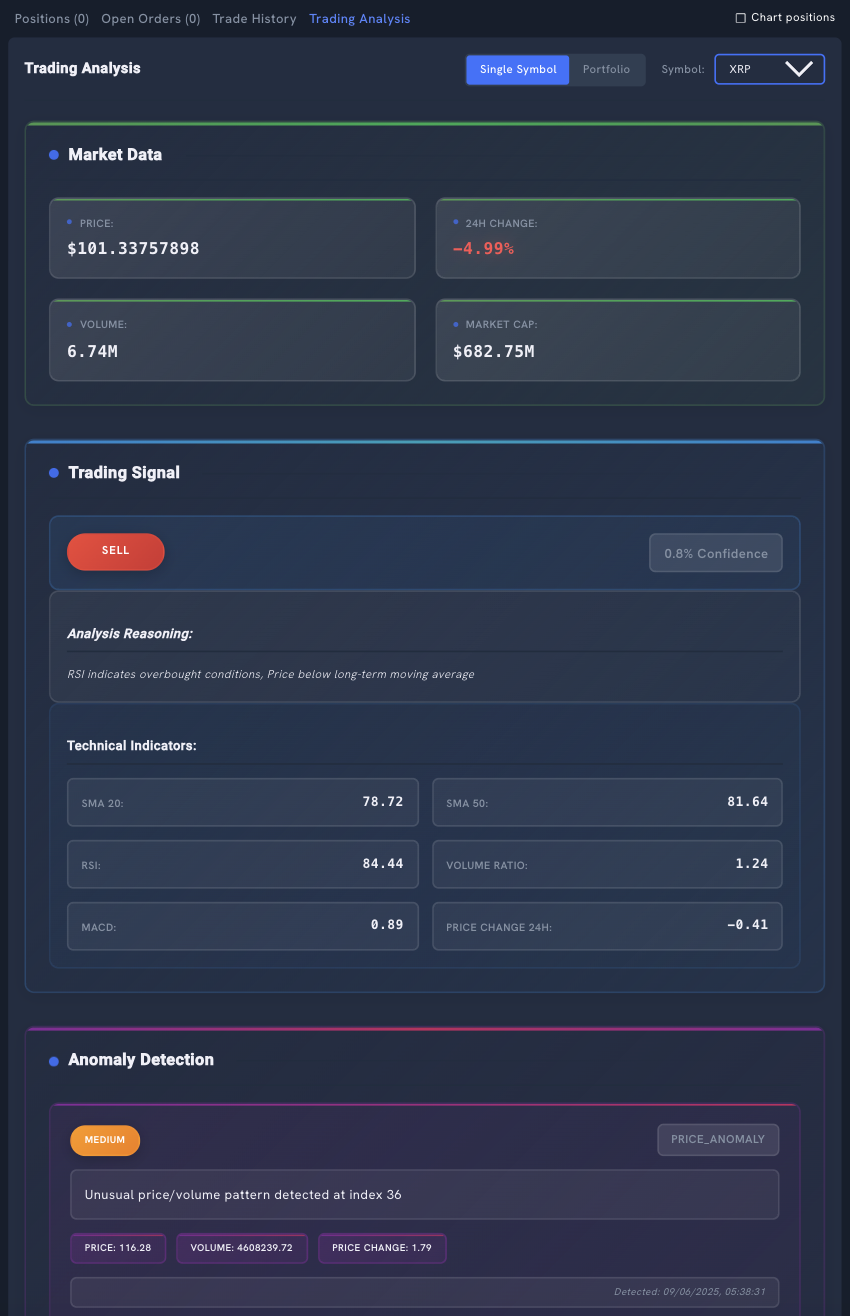 Positions (0) Open Orders (0) Trade History Trading Analysis Chart positions
Trading Analysis Single Symbol Portfolio Symbol: XRP
Market Data
PRICE: 24H CHANGE:
$101.33757898 −4.99%
VOLUME: MARKET CAP:
6.74M $682.75M
Trading Signal
SELL 0.8% Confidence
Analysis Reasoning:
RSI indicates overbought conditions, Price below long-term moving average
Technical Indicators:
SMA 20: 78.72 SMA 50: 81.64
RSI: 84.44 VOLUME RATIO: 1.24
MACD: 0.89 PRICE CHANGE 24H: −0.41
Anomaly Detection
MEDIUM PRICE_ANOMALY
Unusual price/volume pattern detected at index 36
PRICE: 116.28 VOLUME: 4608239.72 PRICE CHANGE: 1.79
Detected: 09/06/2025, 05:38:31